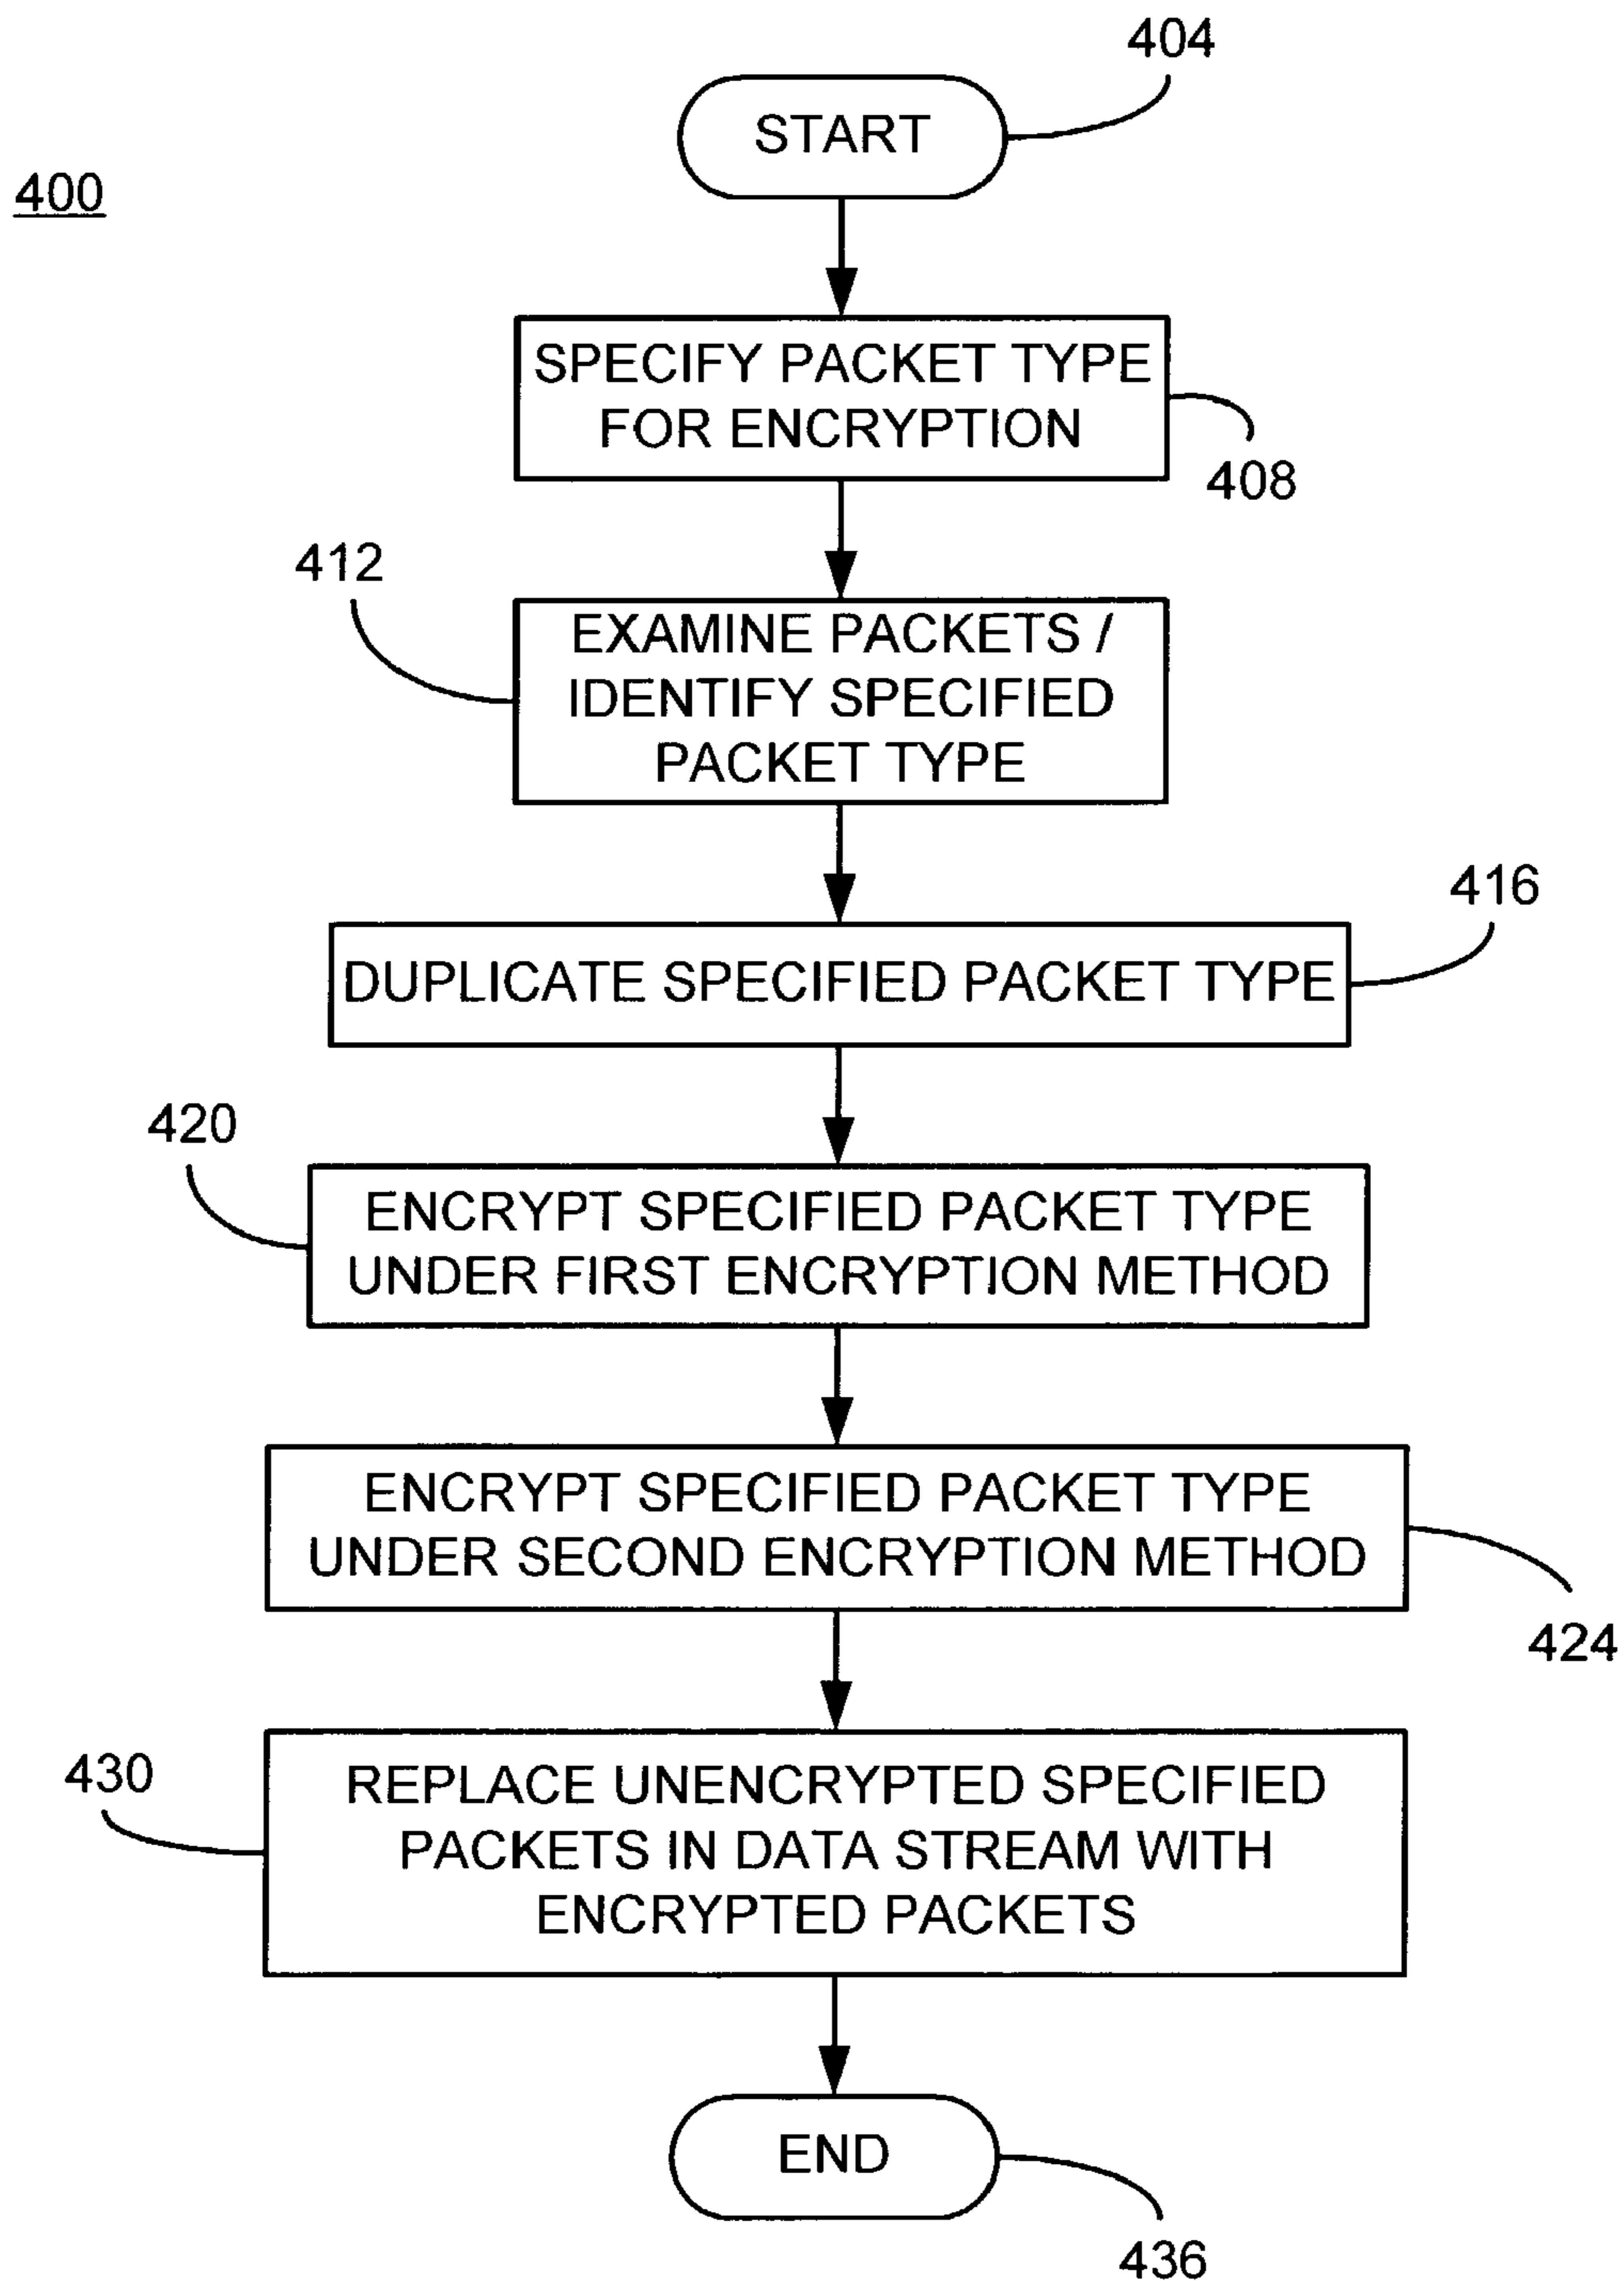 404
START
400
SPECIFY PACKET TYPE
FOR ENCRYPTION
408
412
EXAMINE PACKETS /
IDENTIFY SPECIFIED
PACKET TYPE
416
DUPLICATE SPECIFIED PACKET TYPE
420
ENCRYPT SPECIFIED PACKET TYPE
UNDER FIRST ENCRYPTION METHOD
ENCRYPT SPECIFIED PACKET TYPE
UNDER SECOND ENCRYPTION METHOD
424
430
REPLACE UNENCRYPTED SPECIFIED
PACKETS IN DATA STREAM WITH
ENCRYPTED PACKETS
END
436